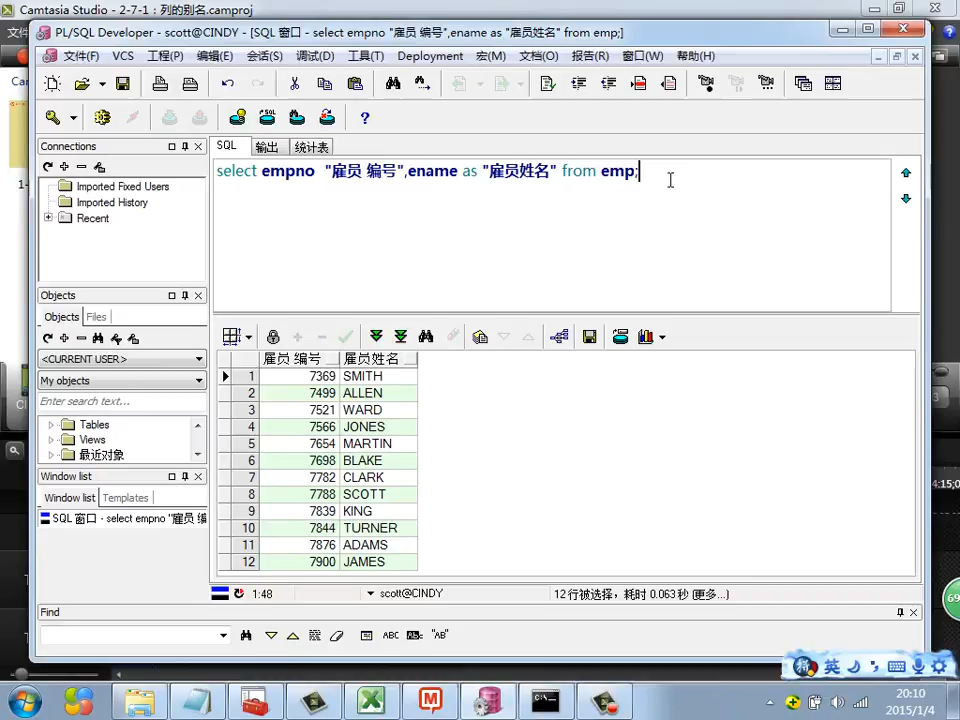 Camtasia Studio - 2-7-1：列的别名.camproj
PL/SQL Developer - scott@CINDY - [SQL 窗口 - select empno "雇员 编号",ename as "雇员姓名" from emp;]
文件(F) VCS 工程(P) 编辑(E) 会话(S) 调试(D) 工具(T) Deployment 宏(M) 文档(O) 报告(R) 窗口(W) 帮助(H)
Connections
Imported Fixed Users
Imported History
Recent
SQL 输出 统计表
select empno "雇员 编号",ename as "雇员姓名" from emp;
Objects
Objects Files
<CURRENT USER>
My objects
Enter search text...
Tables
Views
最近对象
Window list
Window list Templates
SQL 窗口 - select empno "雇员 编
雇员 编号 雇员姓名
1 7369 SMITH
2 7499 ALLEN
3 7521 WARD
4 7566 JONES
5 7654 MARTIN
6 7698 BLAKE
7 7782 CLARK
8 7788 SCOTT
9 7839 KING
10 7844 TURNER
11 7876 ADAMS
12 7900 JAMES
1:48 scott@CINDY 12行被选择，耗时 0.063 秒 (更多...)
Find
ABC "AB"
英
20:10
2015/1/4